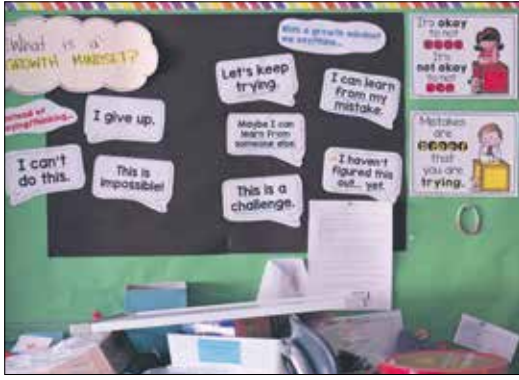 What is a
GROWTH MINDSET?
Instead of
saying/thinking...
I give up.
I can't
do this.
This is
impossible!
With a growth mindset
we say/think...
Let's keep
trying.
I can learn
from my
mistake.
Maybe I can
learn from
someone else.
I haven't
figured this
out... yet.
This is a
challenge.
It's okay
to not
It's
not okay
to not
Mistakes
are
that
you are
trying.